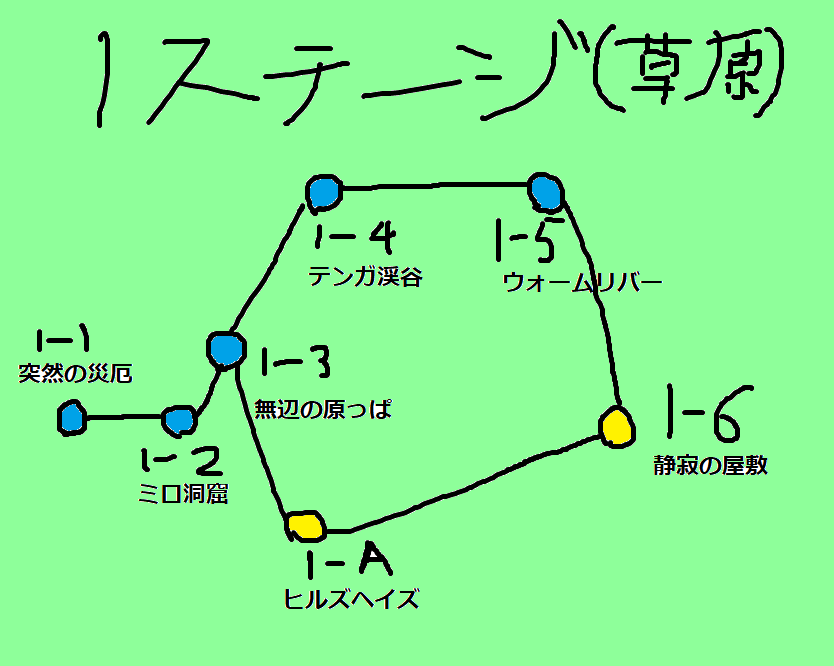 1ステージ(草原)
1-4
テンガ渓谷
1-5
ウォームリバー
1-1
突然の災厄
1-3
無辺の原っぱ
1-2
ミロ洞窟
1-6
静寂の屋敷
1-A
ヒルズヘイズ